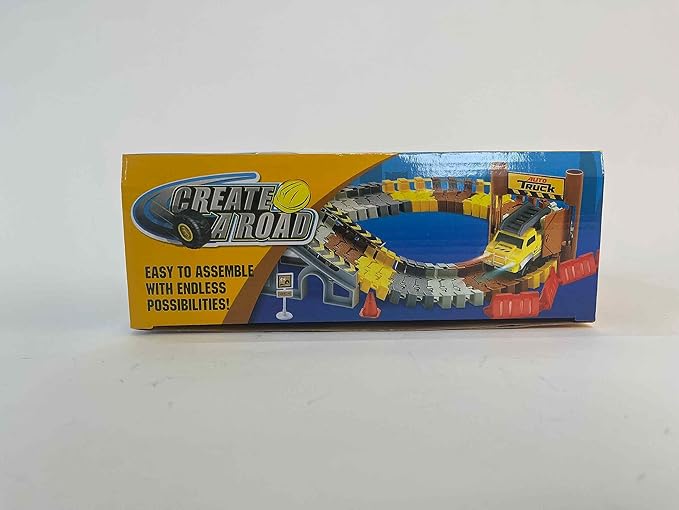 CREATE
A ROAD
EASY TO ASSEMBLE
WITH ENDLESS
POSSIBILITIES!
AUTO
TRUCK